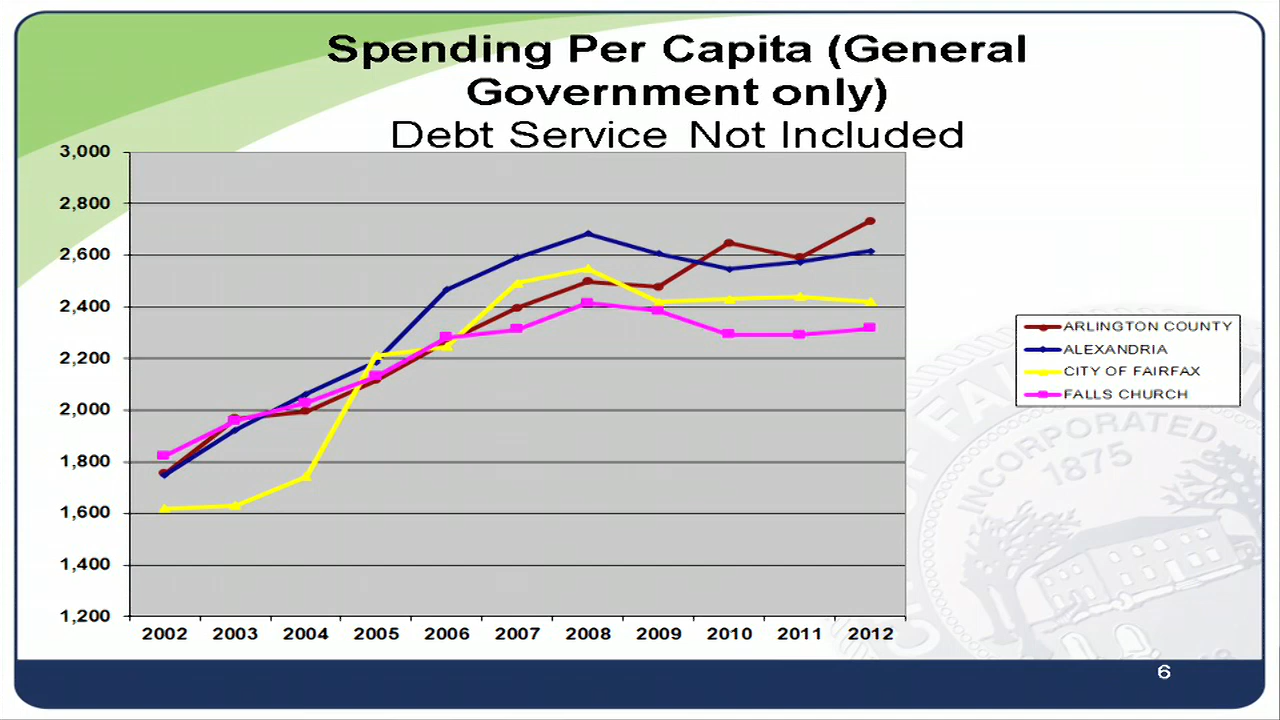 Spending Per Capita (General
Government only)
Debt Service Not Included
3,000
2,800
2,600
2,400
2,200
2,000
1,800
1,600
1,400
1,200
2002 2003 2004 2005 2006 2007 2008 2009 2010 2011 2012
ARLINGTON COUNTY
ALEXANDRIA
CITY OF FAIRFAX
FALLS CHURCH
INCORPORATED
1875
6